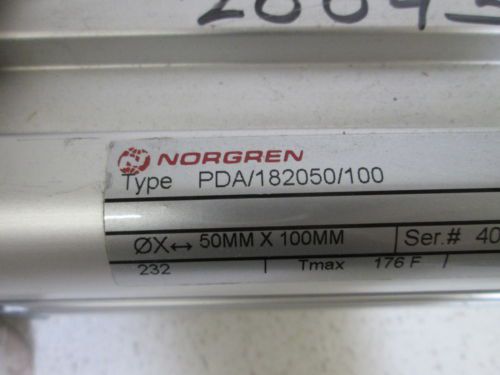 NORGREN
Type PDA/182050/100
ØX↔ 50MM X 100MM Ser.# 40
232 Tmax 176 F